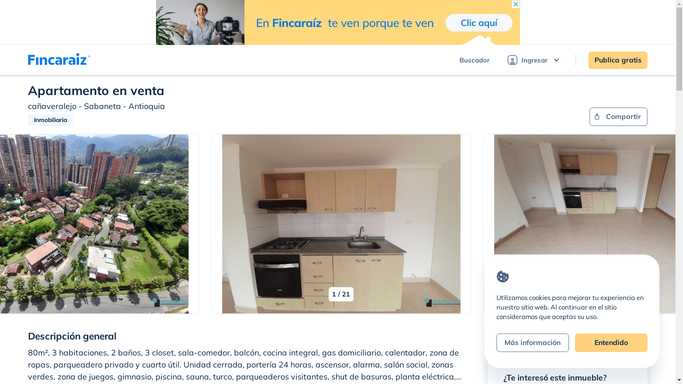 En Fincaraíz te ven porque te ven
Clic aquí
Fincaraíz
Buscador
Ingresar
Publica gratis
Apartamento en venta
cañaveralejo - Sabaneta - Antioquia
Inmobiliaria
Compartir
1 / 21
Utilizamos cookies para mejorar tu experiencia en
nuestro sitio web. Al continuar en el sitio
consideramos que aceptas su uso.
Más información
Entendido
Descripción general
80m², 3 habitaciones, 2 baños, 3 closet, sala-comedor, balcón, cocina integral, gas domiciliario, calentador, zona de
ropas, parqueadero privado y cuarto útil. Unidad cerrada, portería 24 horas, ascensor, alarma, salón social, zonas
verdes, zona de juegos, gimnasio, piscina, sauna, turco, parqueaderos visitantes, shut de basuras, planta eléctrica,...
¿Te interesó este inmueble?